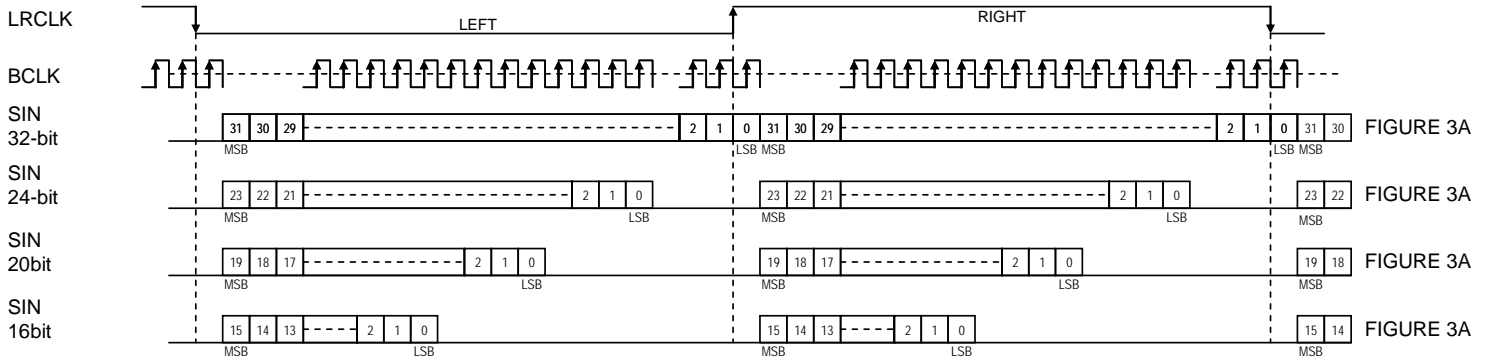 LRCLK LEFT RIGHT
BCLK
SIN
32-bit
31 30 29 2 1 0 31 30 29 2 1 0 31 30 FIGURE 3A
MSB LSB MSB LSB MSB
SIN
24-bit
23 22 21 2 1 0 23 22 21 2 1 0 23 22 FIGURE 3A
MSB LSB MSB LSB MSB
SIN
20bit
19 18 17 2 1 0 19 18 17 2 1 0 19 18 FIGURE 3A
MSB LSB MSB LSB MSB
SIN
16bit
15 14 13 2 1 0 15 14 13 2 1 0 15 14 FIGURE 3A
MSB LSB MSB LSB MSB